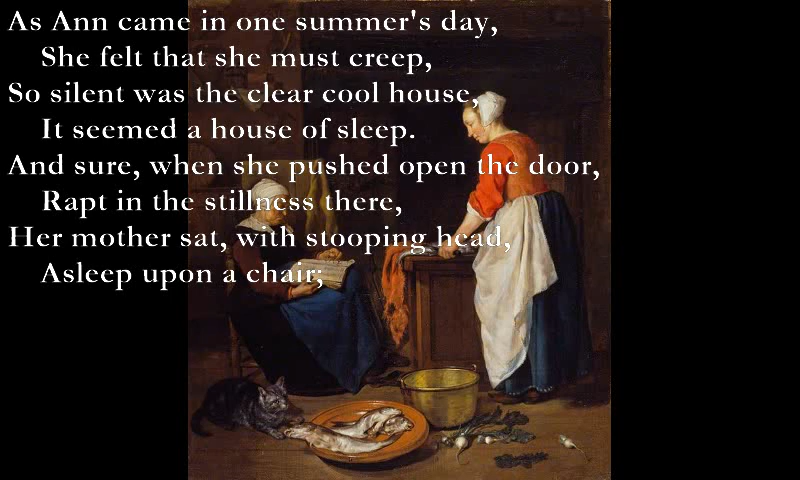 As Ann came in one summer's day,
She felt that she must creep,
So silent was the clear cool house,
It seemed a house of sleep.
And sure, when she pushed open the door,
Rapt in the stillness there,
Her mother sat, with stooping head,
Asleep upon a chair;